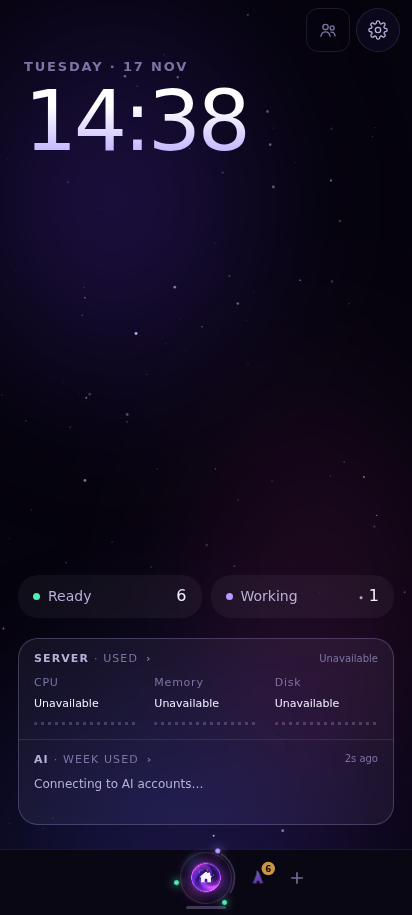 TUESDAY · 17 NOV
14:38
Ready 6
Working 1
SERVER · USED › Unavailable
CPU Memory Disk
Unavailable Unavailable Unavailable
AI · WEEK USED › 2s ago
Connecting to AI accounts…
6